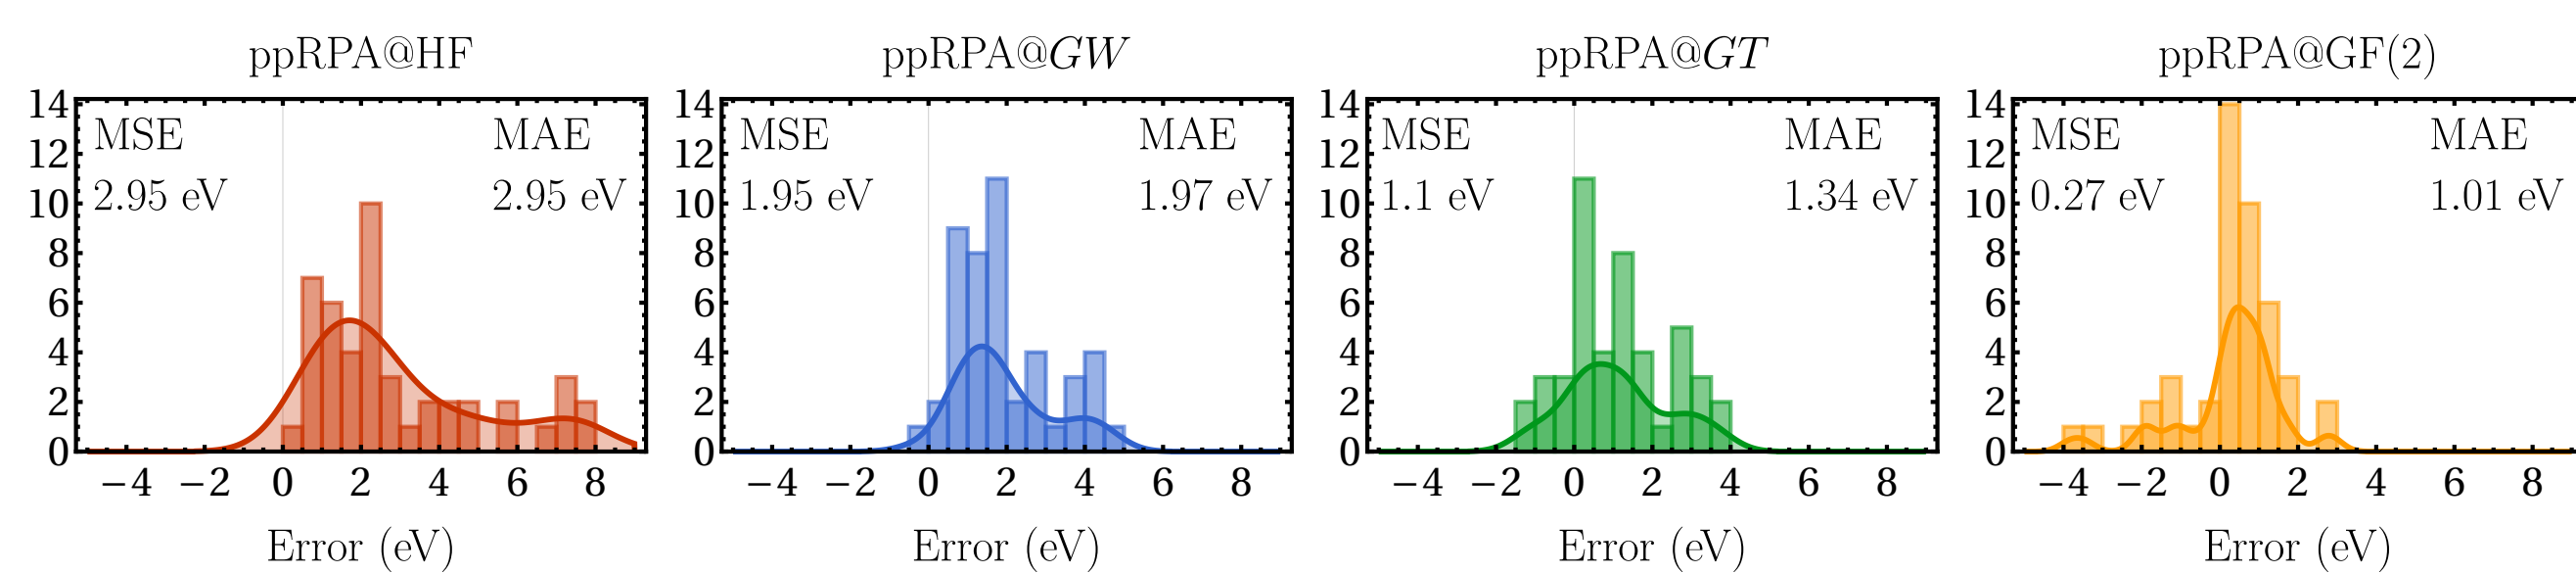 ppRPA@HF
14
12
10
8
6
4
2
0
MSE
2.95 eV
MAE
2.95 eV
−4 −2 0 2 4 6 8
Error (eV)
ppRPA@GW
14
12
10
8
6
4
2
0
MSE
1.95 eV
MAE
1.97 eV
−4 −2 0 2 4 6 8
Error (eV)
ppRPA@GT
14
12
10
8
6
4
2
0
MSE
1.1 eV
MAE
1.34 eV
−4 −2 0 2 4 6 8
Error (eV)
ppRPA@GF(2)
14
12
10
8
6
4
2
0
MSE
0.27 eV
MAE
1.01 eV
−4 −2 0 2 4 6 8
Error (eV)